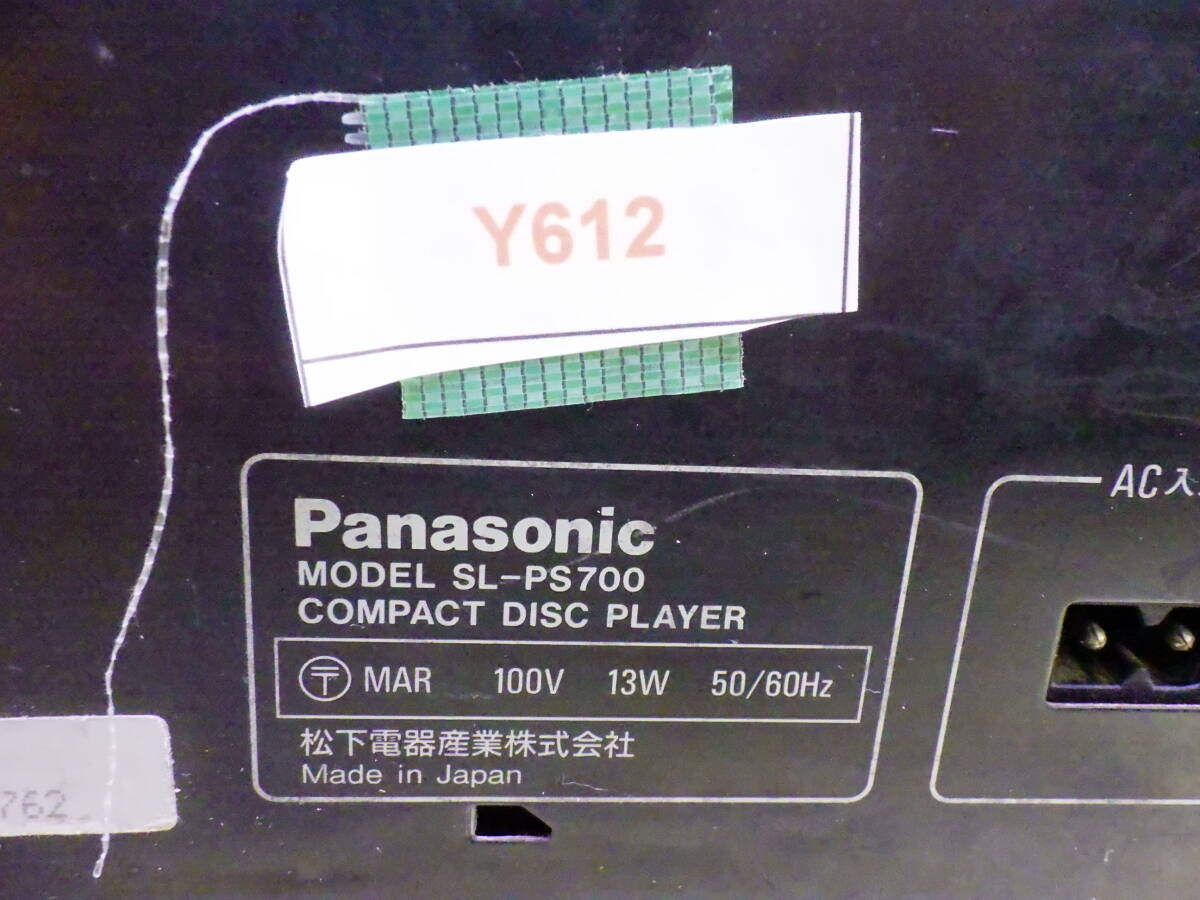 Y612
Panasonic
MODEL SL-PS700
COMPACT DISC PLAYER
〒 MAR 100V 13W 50/60Hz
松下電器産業株式会社
Made in Japan
AC入
762